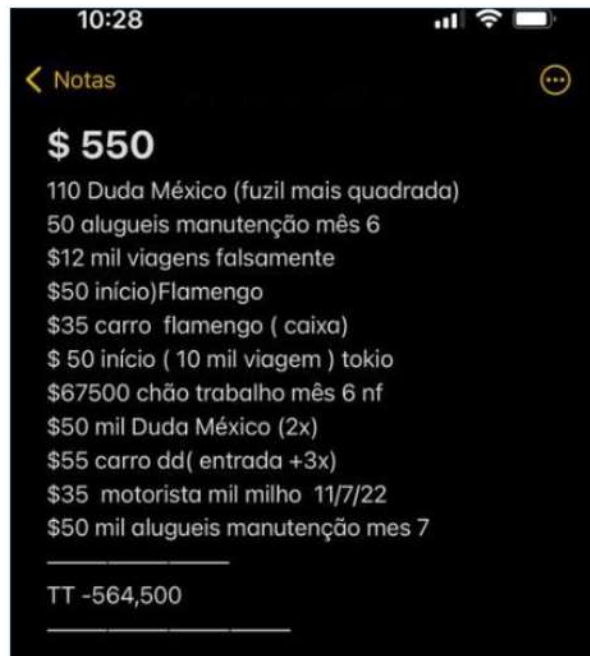 10:28
Notas
$ 550
110 Duda México (fuzil mais quadrada)
50 alugueis manutenção mês 6
$12 mil viagens falsamente
$50 início)Flamengo
$35 carro flamengo ( caixa)
$ 50 início ( 10 mil viagem ) tokio
$67500 chão trabalho mês 6 nf
$50 mil Duda México (2x)
$55 carro dd( entrada +3x)
$35 motorista mil milho 11/7/22
$50 mil alugueis manutenção mes 7
TT -564,500